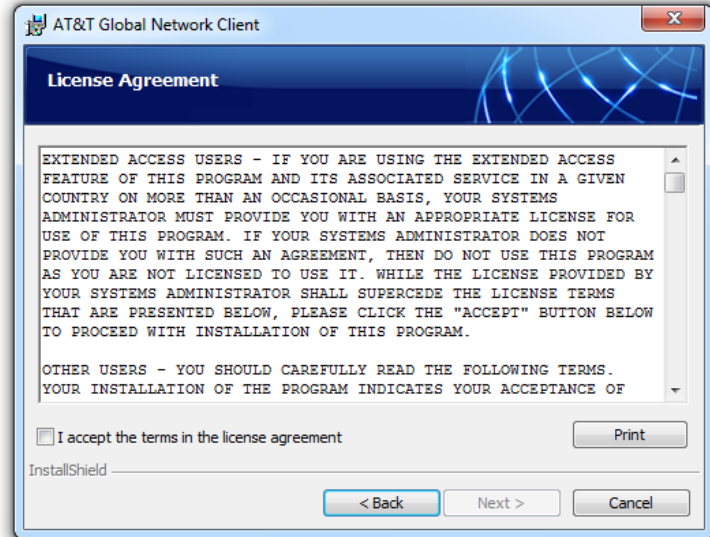 AT&T Global Network Client
License Agreement
EXTENDED ACCESS USERS - IF YOU ARE USING THE EXTENDED ACCESS
FEATURE OF THIS PROGRAM AND ITS ASSOCIATED SERVICE IN A GIVEN
COUNTRY ON MORE THAN AN OCCASIONAL BASIS, YOUR SYSTEMS
ADMINISTRATOR MUST PROVIDE YOU WITH AN APPROPRIATE LICENSE FOR
USE OF THIS PROGRAM. IF YOUR SYSTEMS ADMINISTRATOR DOES NOT
PROVIDE YOU WITH SUCH AN AGREEMENT, THEN DO NOT USE THIS PROGRAM
AS YOU ARE NOT LICENSED TO USE IT. WHILE THE LICENSE PROVIDED BY
YOUR SYSTEMS ADMINISTRATOR SHALL SUPERCEDE THE LICENSE TERMS
THAT ARE PRESENTED BELOW, PLEASE CLICK THE "ACCEPT" BUTTON BELOW
TO PROCEED WITH INSTALLATION OF THIS PROGRAM.
OTHER USERS - YOU SHOULD CAREFULLY READ THE FOLLOWING TERMS.
YOUR INSTALLATION OF THE PROGRAM INDICATES YOUR ACCEPTANCE OF
I accept the terms in the license agreement
Print
InstallShield
< Back
Next >
Cancel